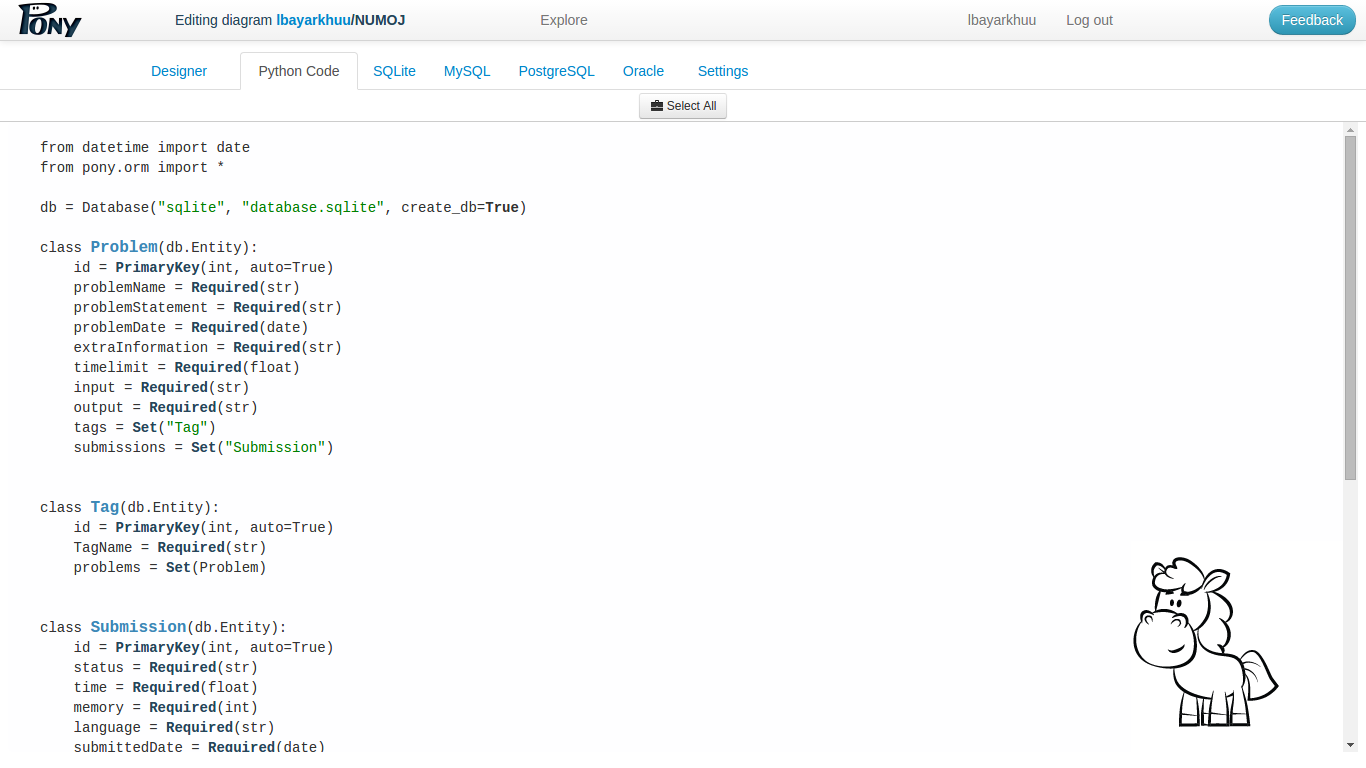 PONY
Editing diagram lbayarkhuu/NUMOJ
Explore
lbayarkhuu
Log out
Feedback
Designer
Python Code
SQLite
MySQL
PostgreSQL
Oracle
Settings
Select All
from datetime import date
from pony.orm import *
db = Database("sqlite", "database.sqlite", create_db=True)
class Problem(db.Entity):
    id = PrimaryKey(int, auto=True)
    problemName = Required(str)
    problemStatement = Required(str)
    problemDate = Required(date)
    extraInformation = Required(str)
    timelimit = Required(float)
    input = Required(str)
    output = Required(str)
    tags = Set("Tag")
    submissions = Set("Submission")
class Tag(db.Entity):
    id = PrimaryKey(int, auto=True)
    TagName = Required(str)
    problems = Set(Problem)
class Submission(db.Entity):
    id = PrimaryKey(int, auto=True)
    status = Required(str)
    time = Required(float)
    memory = Required(int)
    language = Required(str)
    submittedDate = Required(date)